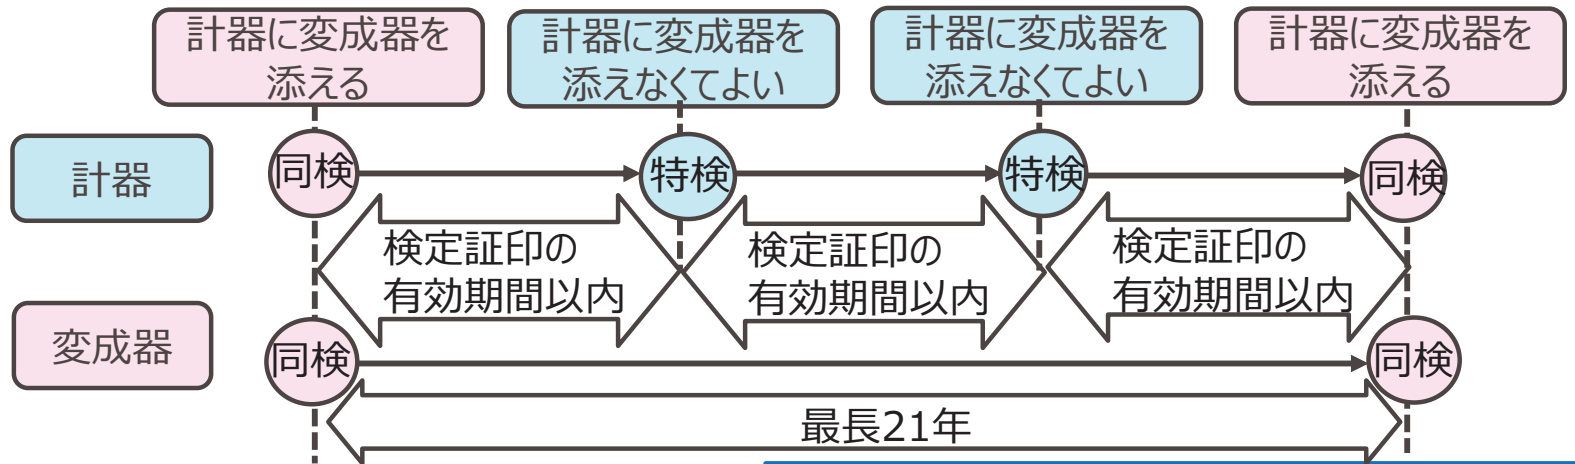 計器に変成器を
添える
計器に変成器を
添えなくてよい
計器に変成器を
添えなくてよい
計器に変成器を
添える
計器
同検
特検
特検
同検
検定証印の
有効期間以内
検定証印の
有効期間以内
検定証印の
有効期間以内
変成器
同検
同検
最長21年